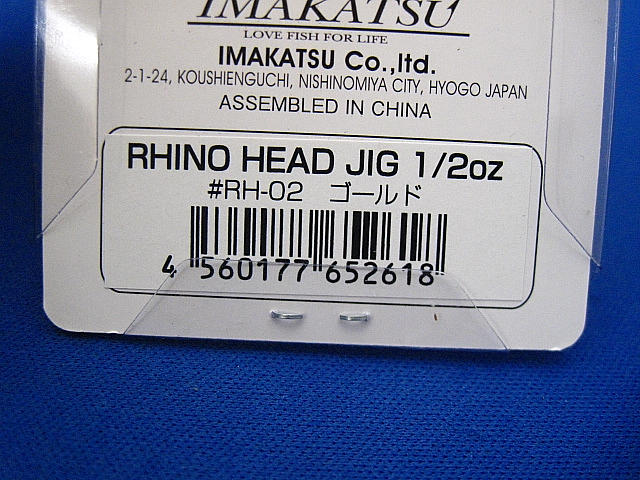 IMAKATSU
LOVE FISH FOR LIFE
IMAKATSU Co.,ltd.
2-1-24, KOUSHIENGUCHI, NISHINOMIYA CITY, HYOGO JAPAN
ASSEMBLED IN CHINA
RHINO HEAD JIG 1/2oz
#RH-02 ゴールド
4 560177 652618